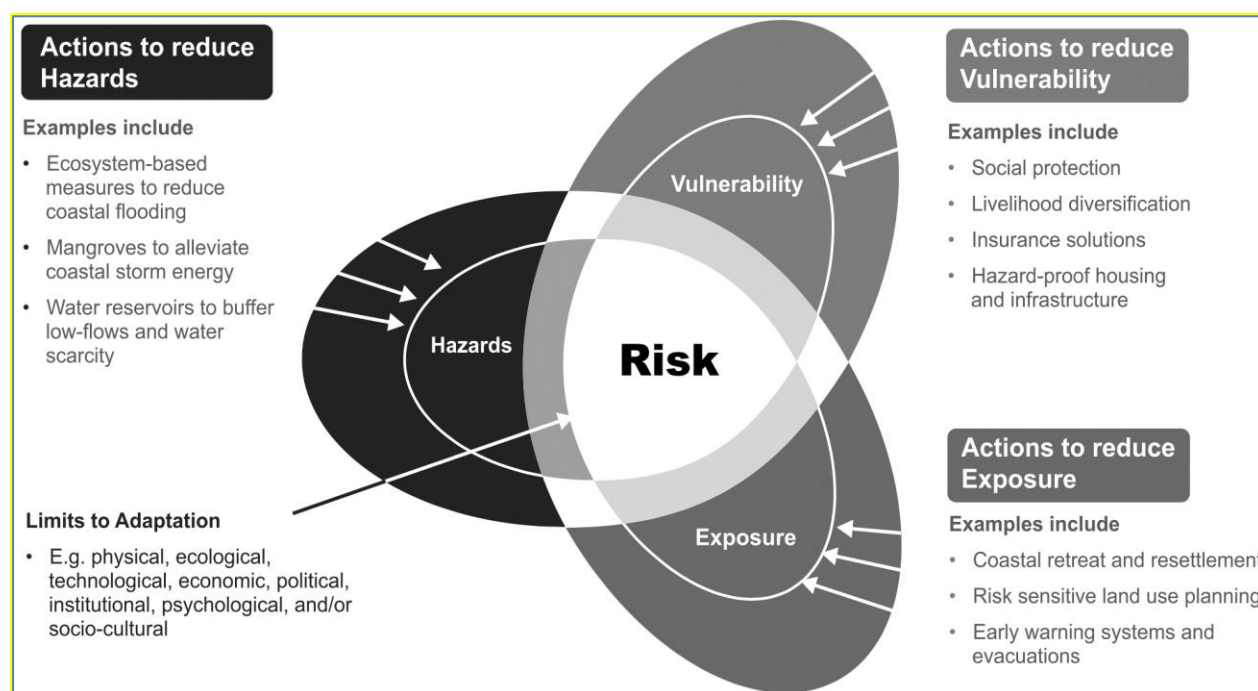 Actions to reduce
Hazards
Examples include
• Ecosystem-based
measures to reduce
coastal flooding
• Mangroves to alleviate
coastal storm energy
• Water reservoirs to buffer
low-flows and water
scarcity
Limits to Adaptation
• E.g. physical, ecological,
technological, economic, political,
institutional, psychological, and/or
socio-cultural
Vulnerability
Hazards
Risk
Exposure
Actions to reduce
Vulnerability
Examples include
• Social protection
• Livelihood diversification
• Insurance solutions
• Hazard-proof housing
and infrastructure
Actions to reduce
Exposure
Examples include
• Coastal retreat and resettlement
• Risk sensitive land use planning
• Early warning systems and
evacuations